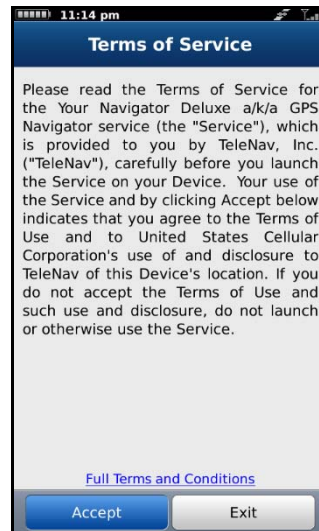 11:14 pm
Terms of Service
Please read the Terms of Service for
the Your Navigator Deluxe a/k/a GPS
Navigator service (the "Service"), which
is provided to you by TeleNav, Inc.
("TeleNav"), carefully before you launch
the Service on your Device. Your use of
the Service and by clicking Accept below
indicates that you agree to the Terms of
Use and to United States Cellular
Corporation's use of and disclosure to
TeleNav of this Device's location. If you
do not accept the Terms of Use and
such use and disclosure, do not launch
or otherwise use the Service.
Full Terms and Conditions
Accept
Exit